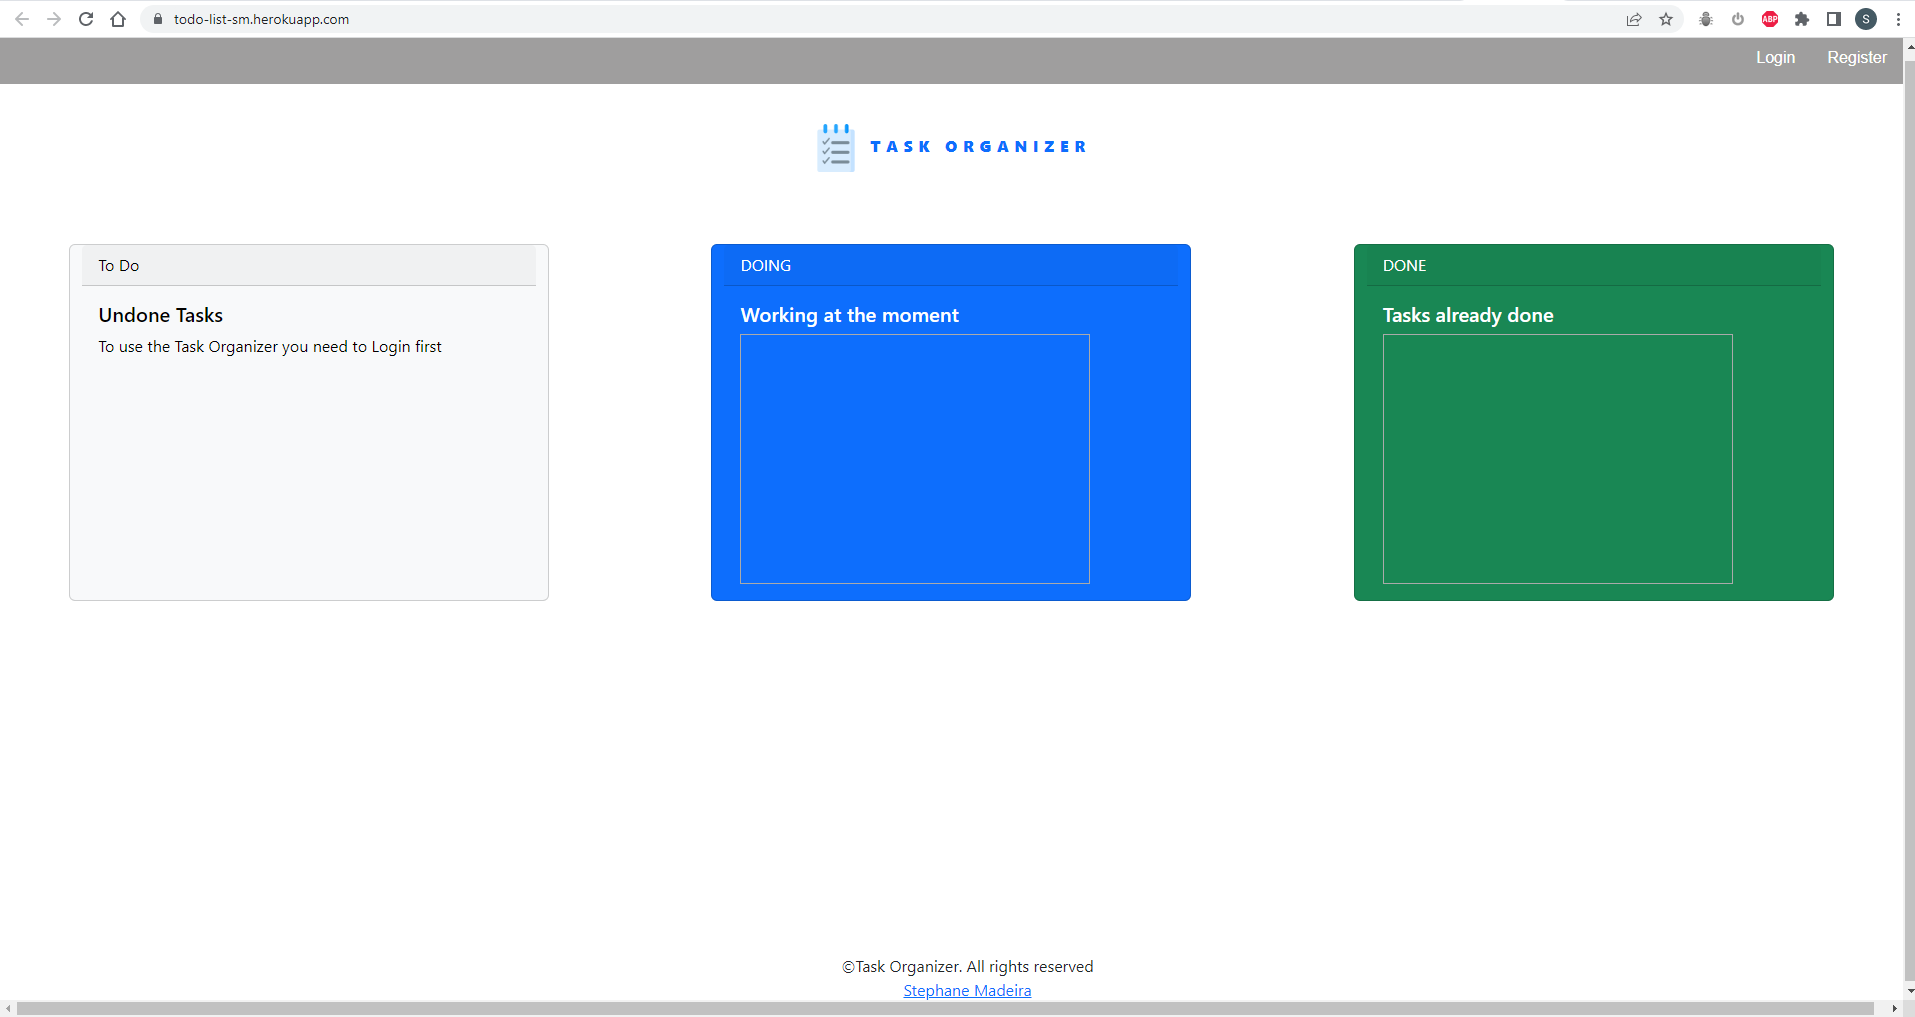 todo-list-sm.herokuapp.com
ABP
S
Login
Register
TASK ORGANIZER
To Do
Undone Tasks
To use the Task Organizer you need to Login first
DOING
Working at the moment
DONE
Tasks already done
©Task Organizer. All rights reserved
Stephane Madeira